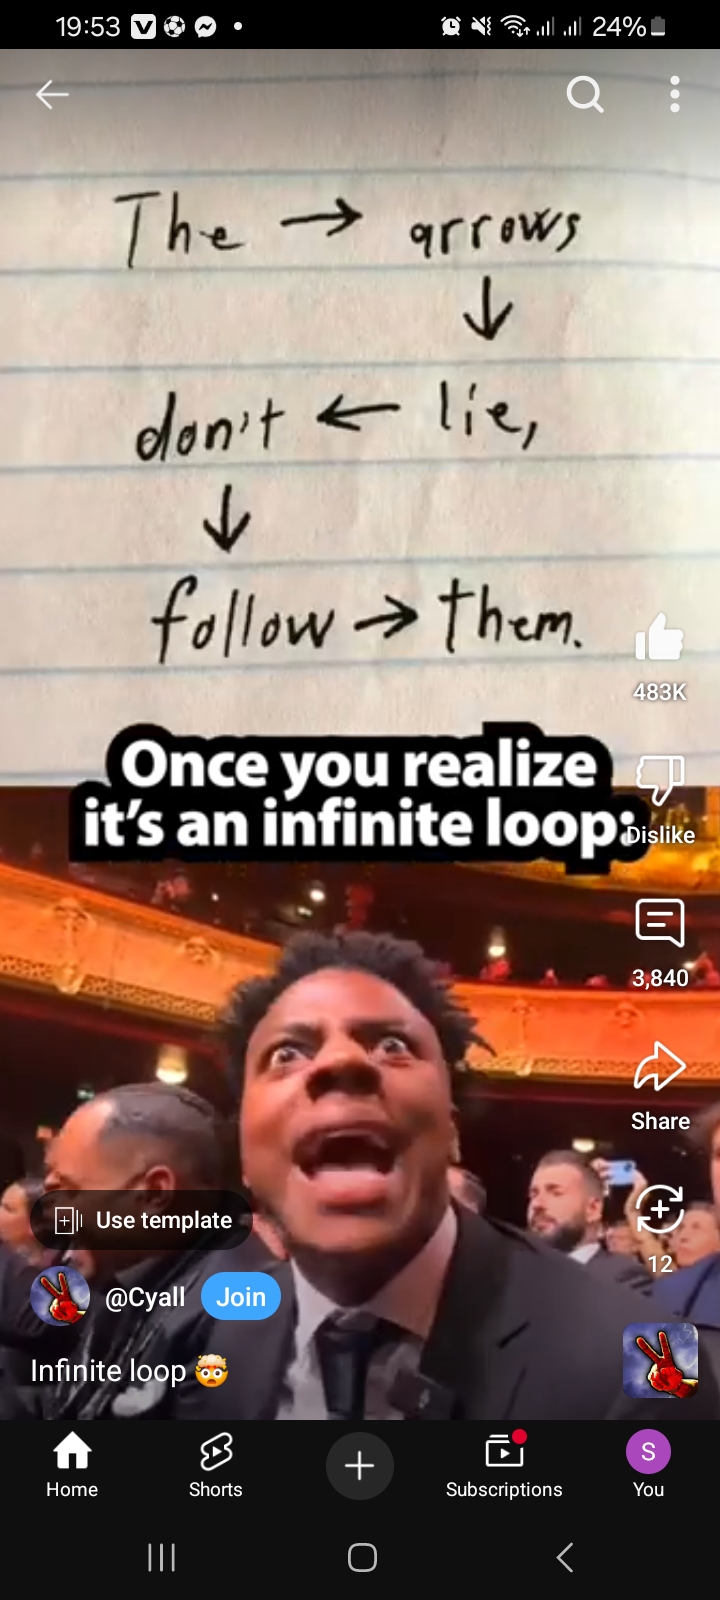 19:53 V 24%
The → arrows
↓
don't ← lie,
↓
follow → them.
483K
Once you realize
it's an infinite loop:
Dislike
3,840
Share
Use template
12
@Cyall Join
Infinite loop 🤯
Home Shorts Subscriptions You
S